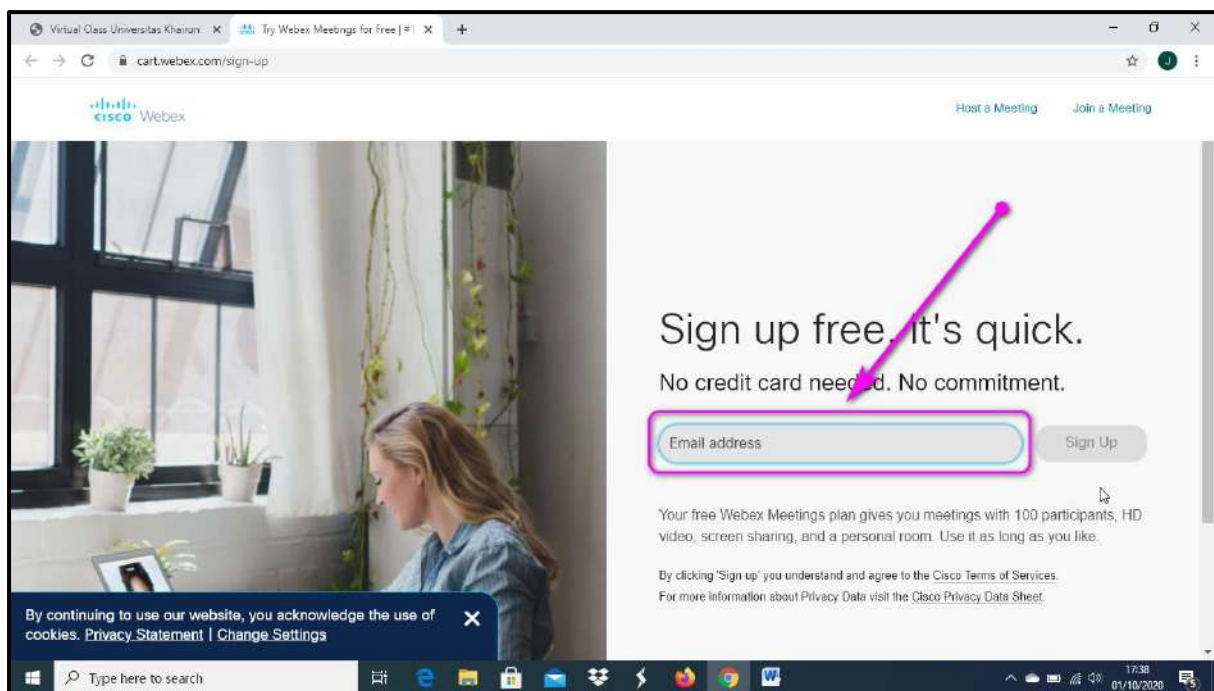 Virtual Class Universitas Khairun
Try Webex Meetings for Free | #1
cart.webex.com/sign-up
J
cisco Webex
Host a Meeting
Join a Meeting
Sign up free, it's quick.
No credit card needed. No commitment.
Email address
Sign Up
Your free Webex Meetings plan gives you meetings with 100 participants, HD
video, screen sharing, and a personal room. Use it as long as you like.
By clicking 'Sign up' you understand and agree to the Cisco Terms of Services.
For more information about Privacy Data visit the Cisco Privacy Data Sheet.
By continuing to use our website, you acknowledge the use of
cookies. Privacy Statement | Change Settings
Type here to search
17:38
01/10/2020
5